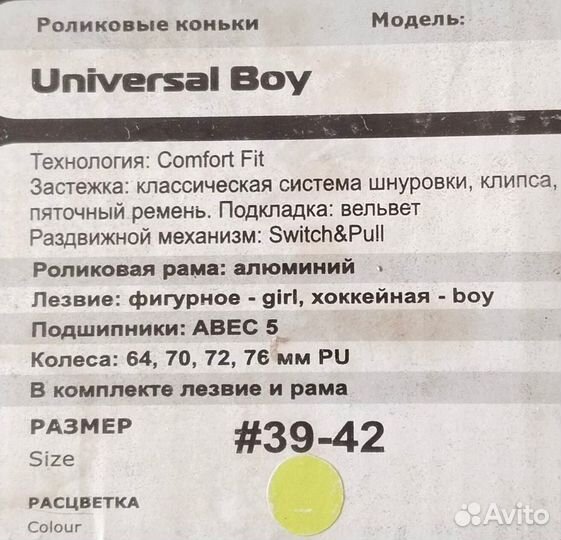 Роликовые коньки Модель:
Universal Boy
Технология: Comfort Fit
Застежка: классическая система шнуровки, клипса,
пяточный ремень. Подкладка: вельвет
Раздвижной механизм: Switch&Pull
Роликовая рама: алюминий
Лезвие: фигурное - girl, хоккейная - boy
Подшипники: ABEC 5
Колеса: 64, 70, 72, 76 мм PU
В комплекте лезвие и рама
РАЗМЕР #39-42
Size
РАСЦВЕТКА
Colour
Avito